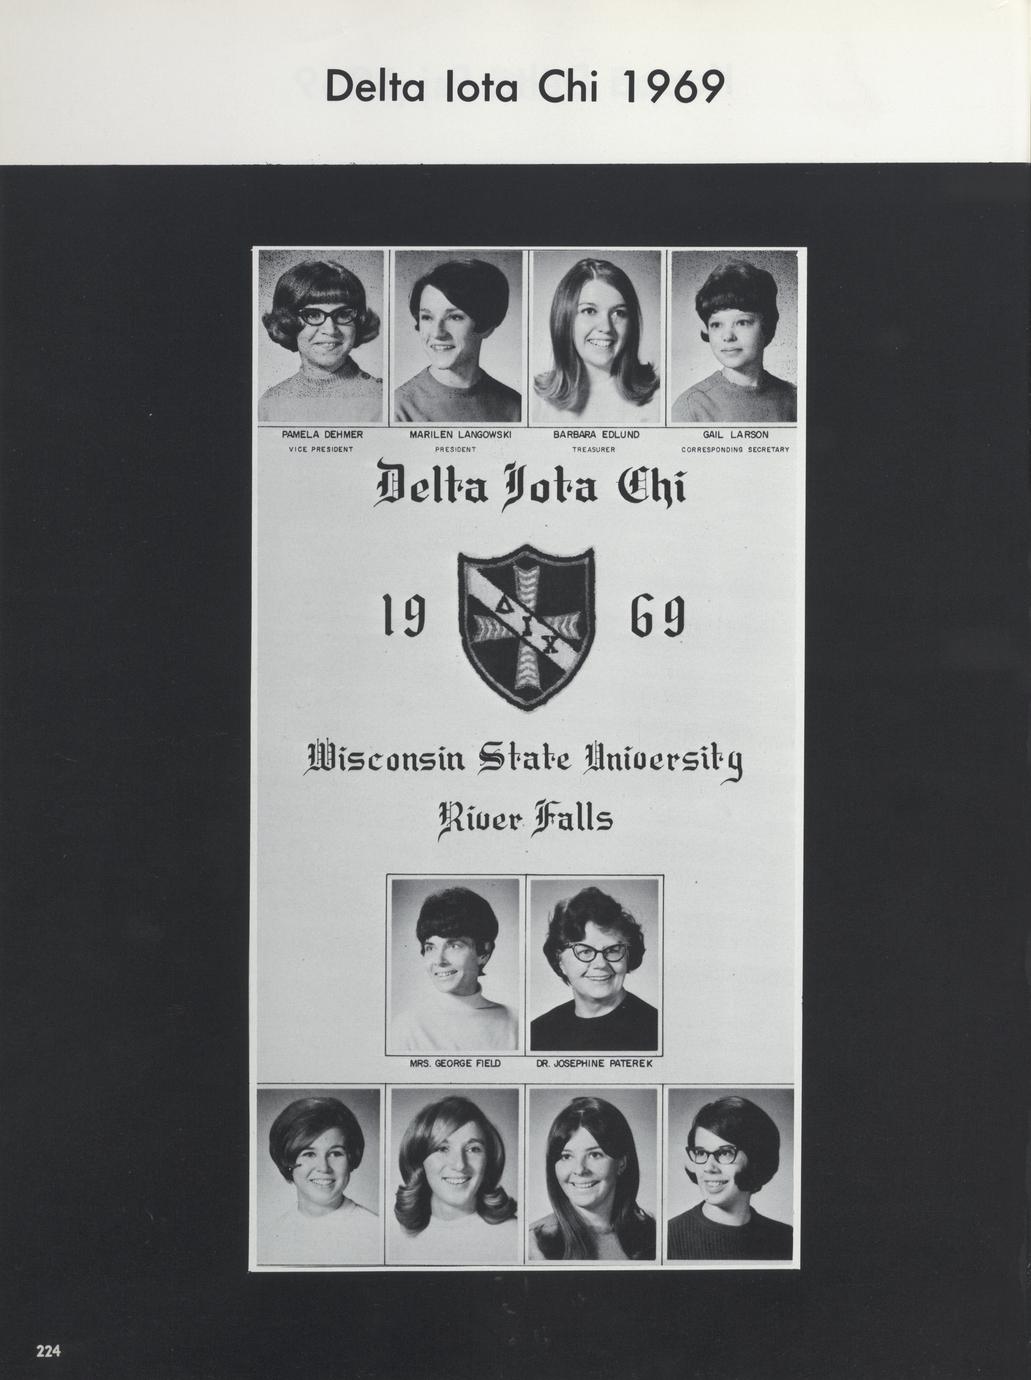 Delta Iota Chi 1969
PAMELA DEHMER
VICE PRESIDENT
MARILEN LANGOWSKI
PRESIDENT
BARBARA EDLUND
TREASURER
GAIL LARSON
CORRESPONDING SECRETARY
Delta Iota Chi
19 69
Δ I X
Wisconsin State University
River Falls
MRS. GEORGE FIELD
DR. JOSEPHINE PATEREK
224